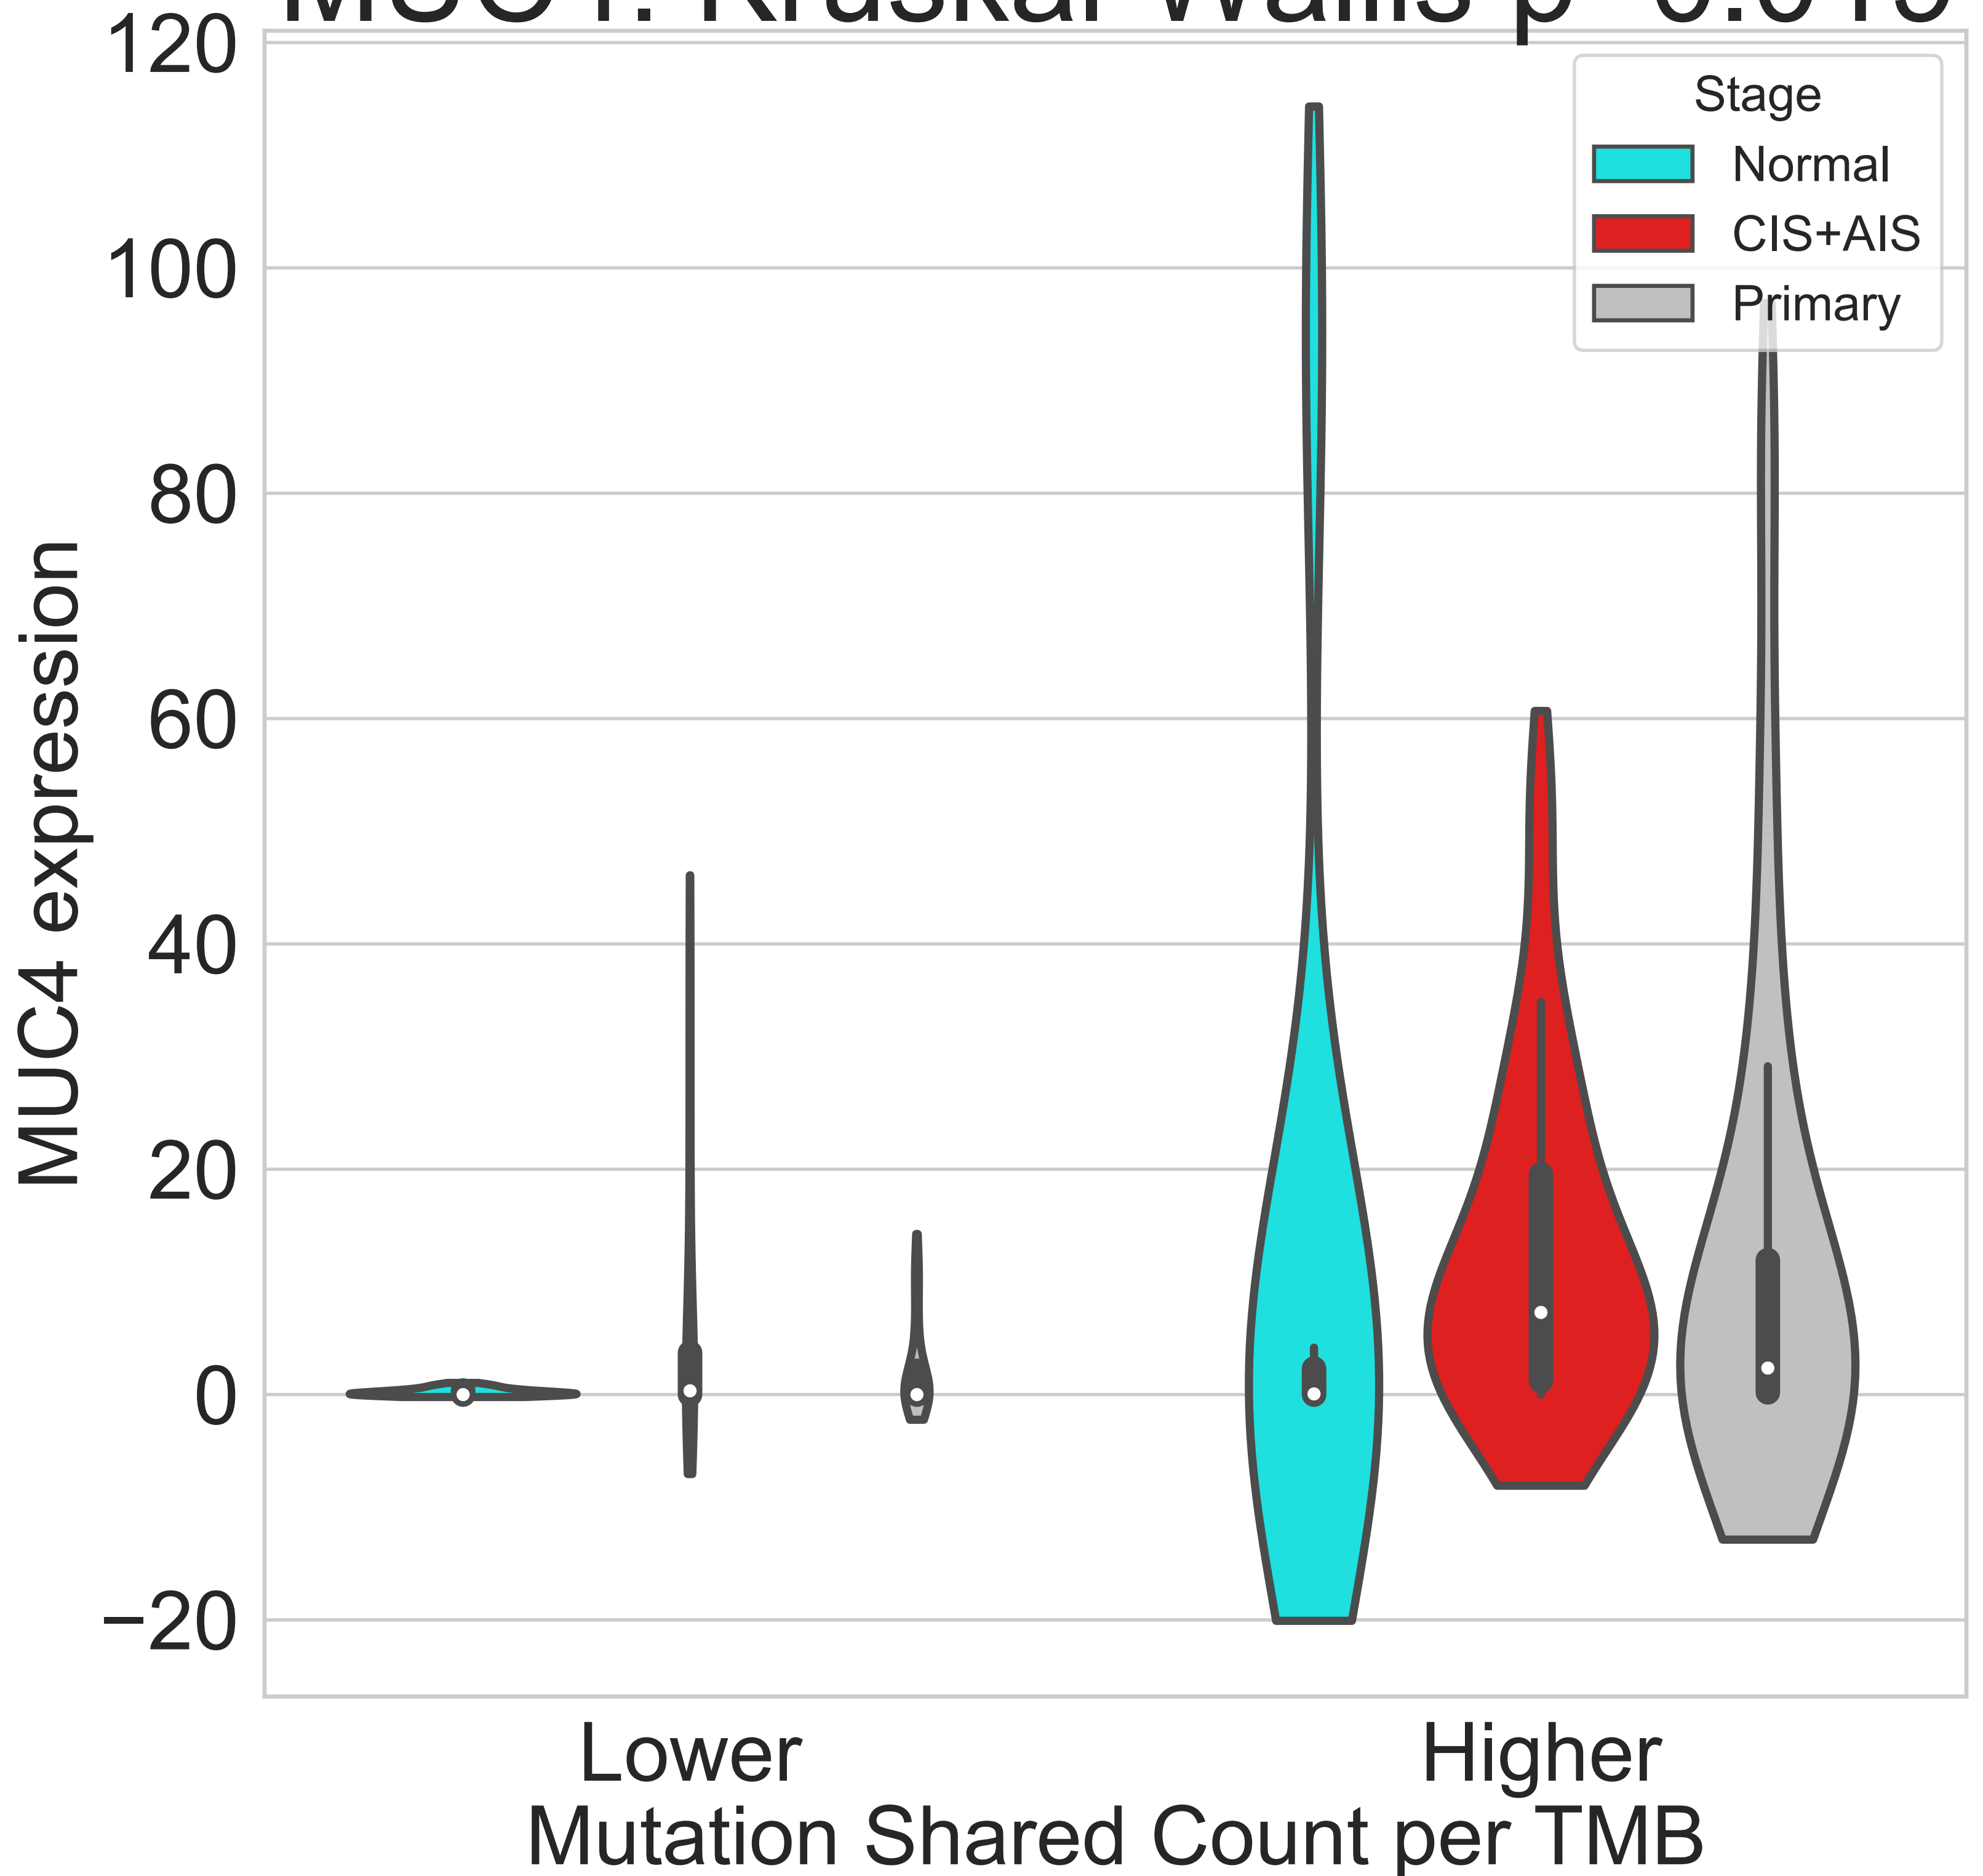 120
100
80
60
40
20
0
−20
MUC4 expression
Stage
Normal
CIS+AIS
Primary
Lower
Higher
Mutation Shared Count per TMB